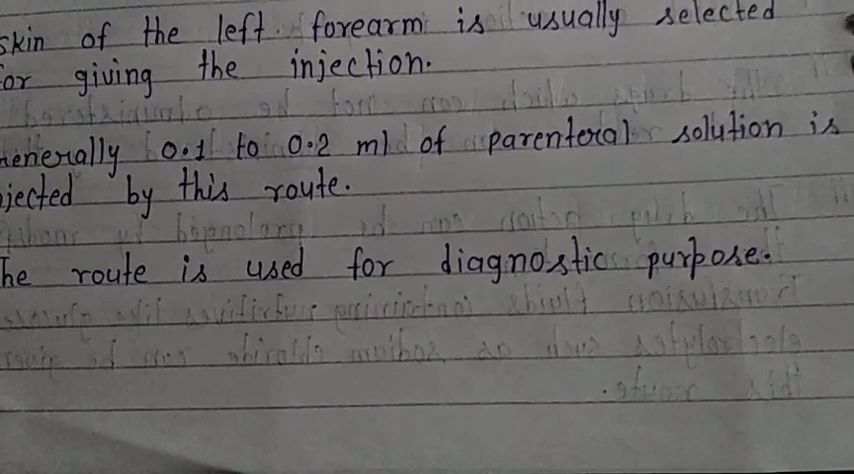 skin of the left forearm is usually selected
for giving the injection.
Generally 0.1 to 0.2 ml of parenteral solution is
injected by this route.
The route is used for diagnostic purpose.